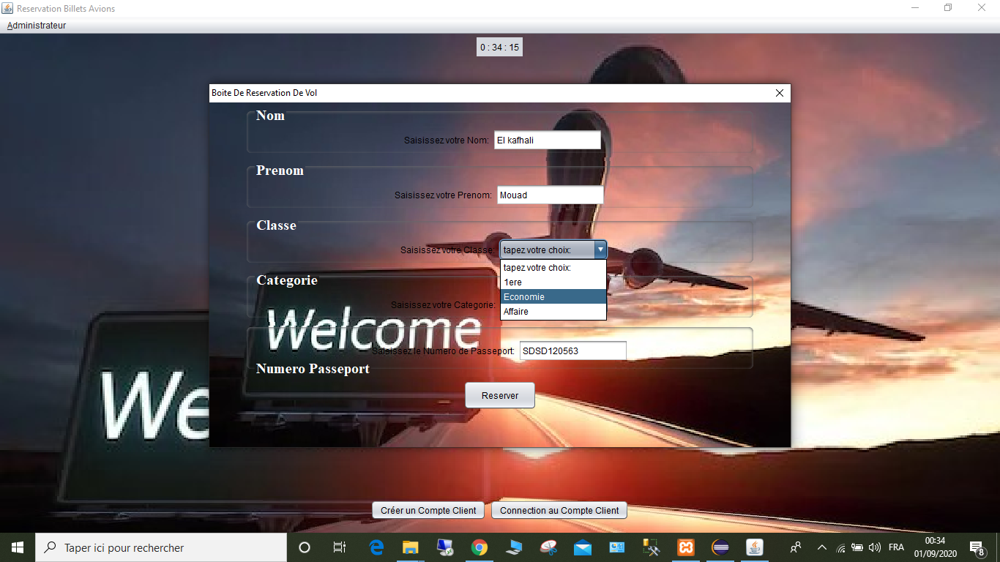 Reservation Billets Avions
Administrateur
0 : 34 : 15
Boite De Reservation De Vol
Nom
Saisissez votre Nom: El kafhali
Prenom
Saisissez votre Prenom: Mouad
Classe
Saisissez votre Classe: tapez votre choix:
tapez votre choix:
1ere
Economie
Affaire
Categorie
Saisissez votre Categorie:
Welcome
Saisissez le Numero de Passeport: SDSD120563
Numero Passeport
We
Reserver
Créer un Compte Client Connection au Compte Client
Taper ici pour rechercher
FRA
00:34
01/09/2020
8